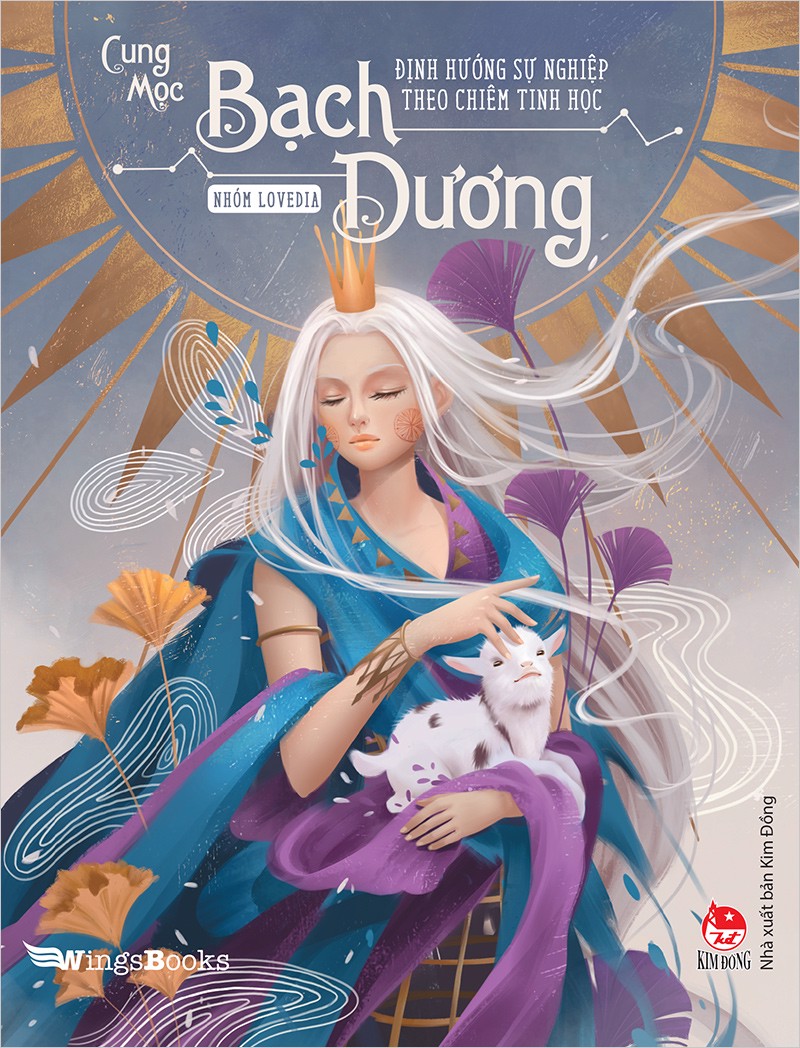 Cung
Mọc
Bạch
Dương
ĐỊNH HƯỚNG SỰ NGHIỆP
THEO CHIÊM TINH HỌC
NHÓM LOVEDIA
WingsBooks
KIM ĐỒNG
Nhà xuất bản Kim Đồng